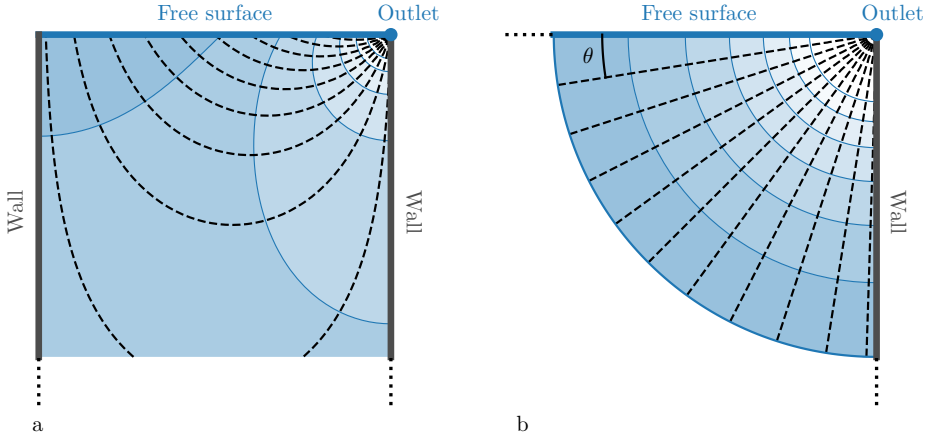 Free surface
Outlet
Wall
Wall
a
Free surface
Outlet
θ
Wall
b